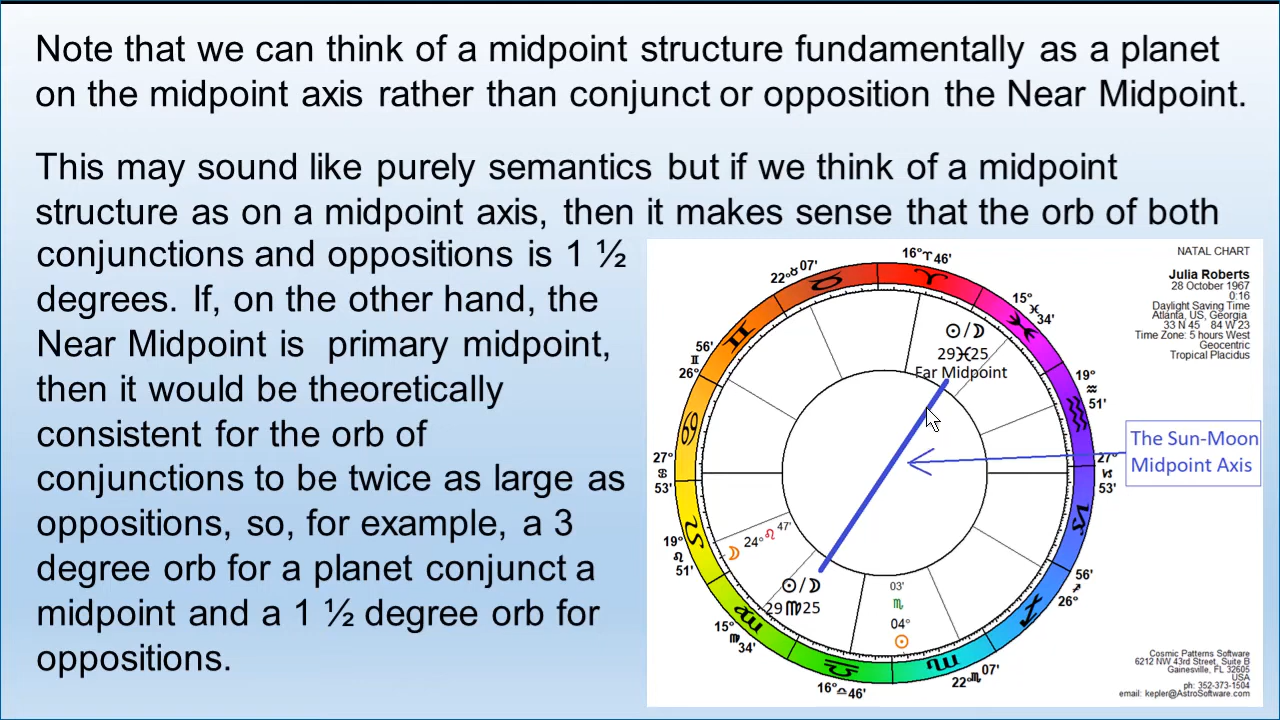 Note that we can think of a midpoint structure fundamentally as a planet
on the midpoint axis rather than conjunct or opposition the Near Midpoint.
This may sound like purely semantics but if we think of a midpoint
structure as on a midpoint axis, then it makes sense that the orb of both
conjunctions and oppositions is 1 ½
degrees. If, on the other hand, the
Near Midpoint is primary midpoint,
then it would be theoretically
consistent for the orb of
conjunctions to be twice as large as
oppositions, so, for example, a 3
degree orb for a planet conjunct a
midpoint and a 1 ½ degree orb for
oppositions.
NATAL CHART
Julia Roberts
28 October 1967
0:16
Daylight Saving Time
Atlanta, US, Georgia
33 N 45 84 W 23
Time Zone: 5 hours West
Geocentric
Tropical Placidus
16° ♈ 46'
22° ♉ 07'
15° ♓ 34'
☉/☽
29♓25
Far Midpoint
56' ♊ 26°
19° ♒ 51'
The Sun-Moon
Midpoint Axis
27° ♋ 53'
27° ♑ 53'
19° ♌ 51'
☽ 24° ♌ 47'
☉/☽
29♍25
03'
♏
04°
☉
56' ♐ 26°
15° ♍ 34'
16° ♎ 46'
22° ♏ 07'
Cosmic Patterns Software
6212 NW 43rd Street, Suite B
Gainesville, FL 32605
USA
ph: 352-373-1504
email: kepler@AstroSoftware.com